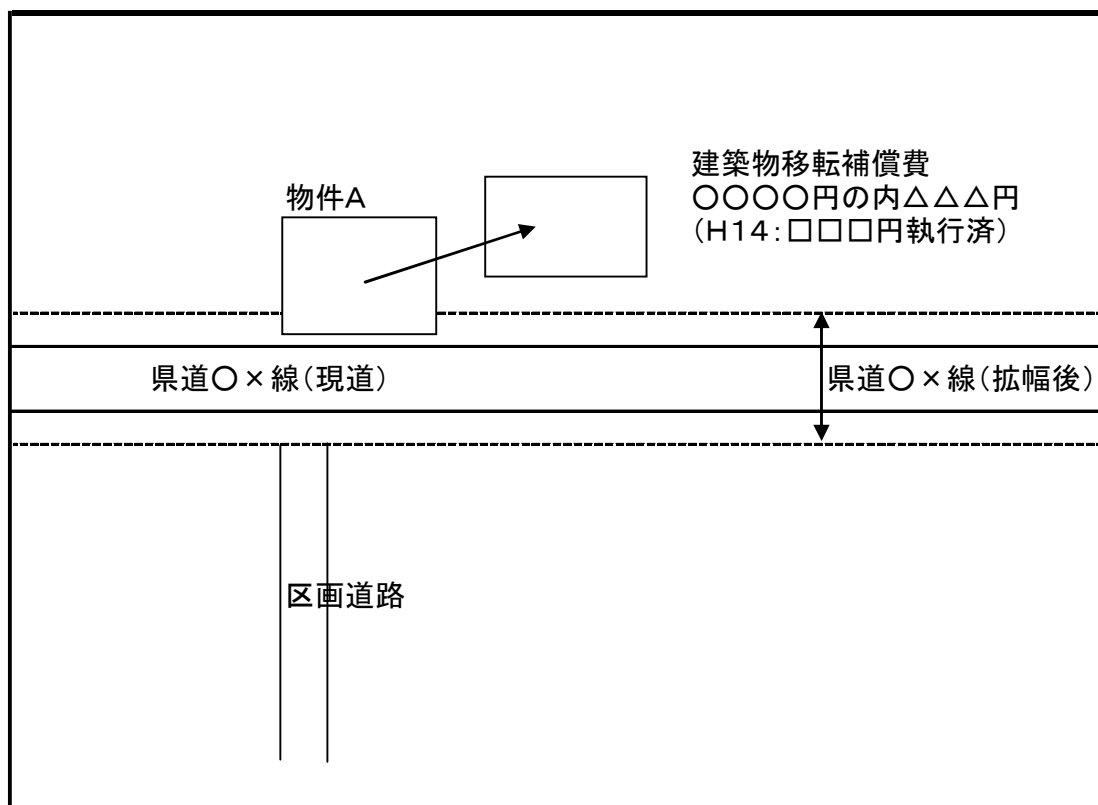 建築物移転補償費
〇〇〇〇円の内△△△円
(H14:□□□円執行済)
物件A
県道〇×線(現道)
県道〇×線(拡幅後)
区画道路